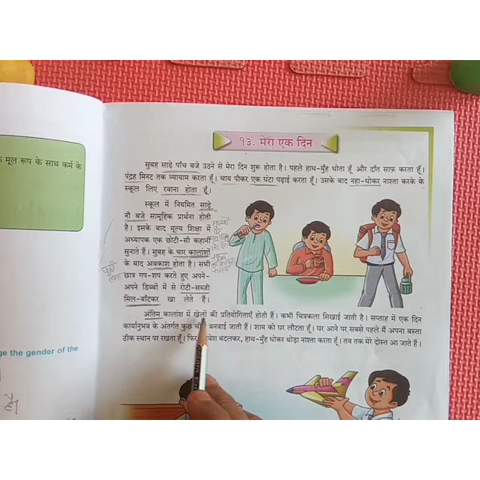 क मूल रूप के साथ कर्म के
ge the gender of the
१३. मेरा एक दिन
सुबह साढ़े पाँच बजे उठने से मेरा दिन शुरू होता है। पहले हाथ-मुँह धोता हूँ और दाँत साफ़ करता हूँ।
पंद्रह मिनट तक व्यायाम करता हूँ। चाय पीकर एक घंटा पढ़ाई करता हूँ। उसके बाद नहा-धोकर नाश्ता करके
स्कूल लिए रवाना होता हूँ।
स्कूल में नियमित साढ़े
नौ बजे सामूहिक प्रार्थना होती
है। इसके बाद मूल्य शिक्षा में
अध्यापक एक छोटी-सी कहानी
सुनाते हैं। सुबह के चार कालांशों
के बाद अवकाश होता है। सभी
छात्र गप-शप करते हुए अपने-
अपने डिब्बों में से रोटी-सब्जी
मिल-बाँटकर खा लेते हैं।
अंतिम कालांश में खेलों की प्रतियोगिताएँ होती हैं। कभी चित्रकला सिखाई जाती है। सप्ताह में एक दिन
कार्यानुभव के अंतर्गत कुछ बनवाई जाती हैं। शाम को घर लौटता हूँ। घर आने पर सबसे पहले मैं अपना बस्ता
ठीक स्थान पर रखता हूँ। बदलकर, हाथ-मुँह धोकर थोड़ा नाश्ता करता हूँ। तब तक मेरे दोस्त आ जाते हैं।